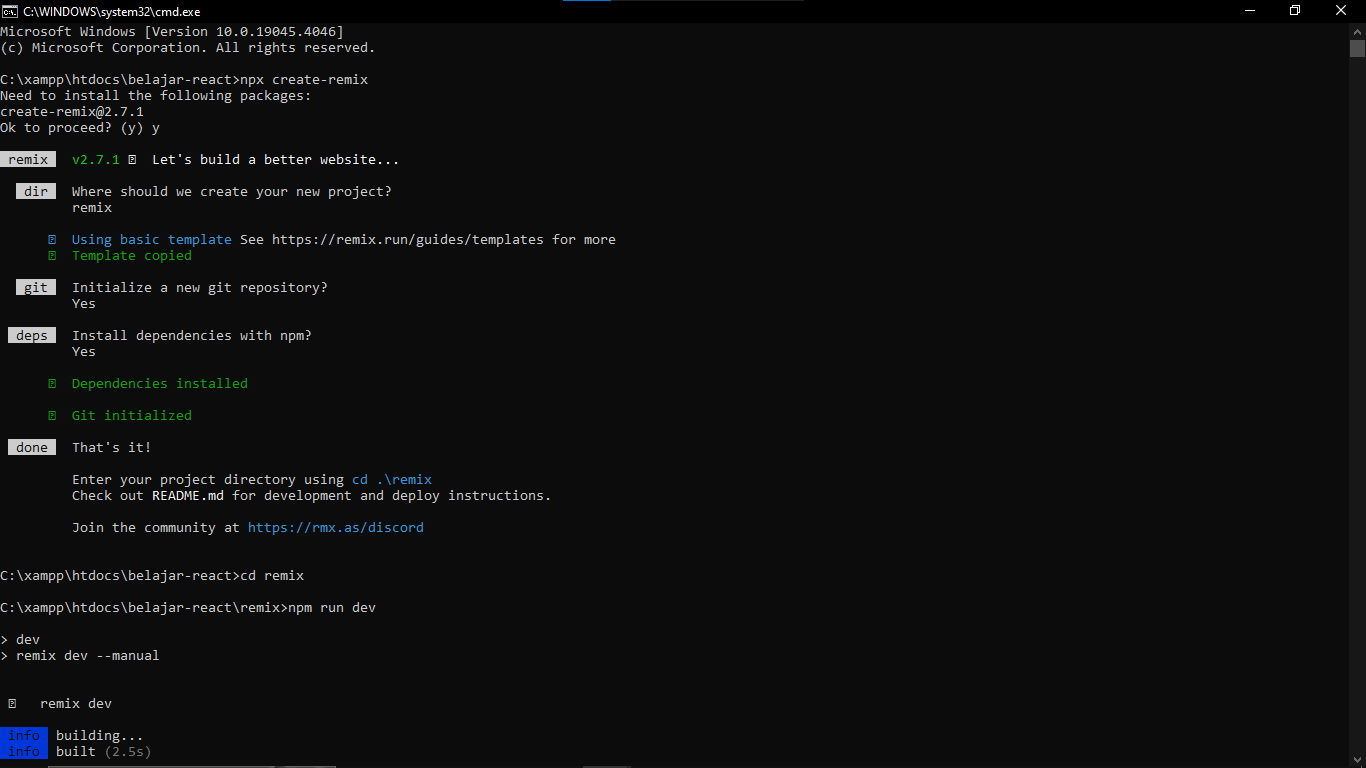 C:\WINDOWS\system32\cmd.exe
Microsoft Windows [Version 10.0.19045.4046]
(c) Microsoft Corporation. All rights reserved.
C:\xampp\htdocs\belajar-react>npx create-remix
Need to install the following packages:
create-remix@2.7.1
Ok to proceed? (y) y
remix v2.7.1 Let's build a better website...
dir Where should we create your new project?
remix
Using basic template See https://remix.run/guides/templates for more
Template copied
git Initialize a new git repository?
Yes
deps Install dependencies with npm?
Yes
Dependencies installed
Git initialized
done That's it!
Enter your project directory using cd .\remix
Check out README.md for development and deploy instructions.
Join the community at https://rmx.as/discord
C:\xampp\htdocs\belajar-react>cd remix
C:\xampp\htdocs\belajar-react\remix>npm run dev
> dev
> remix dev --manual
remix dev
info building...
info built (2.5s)